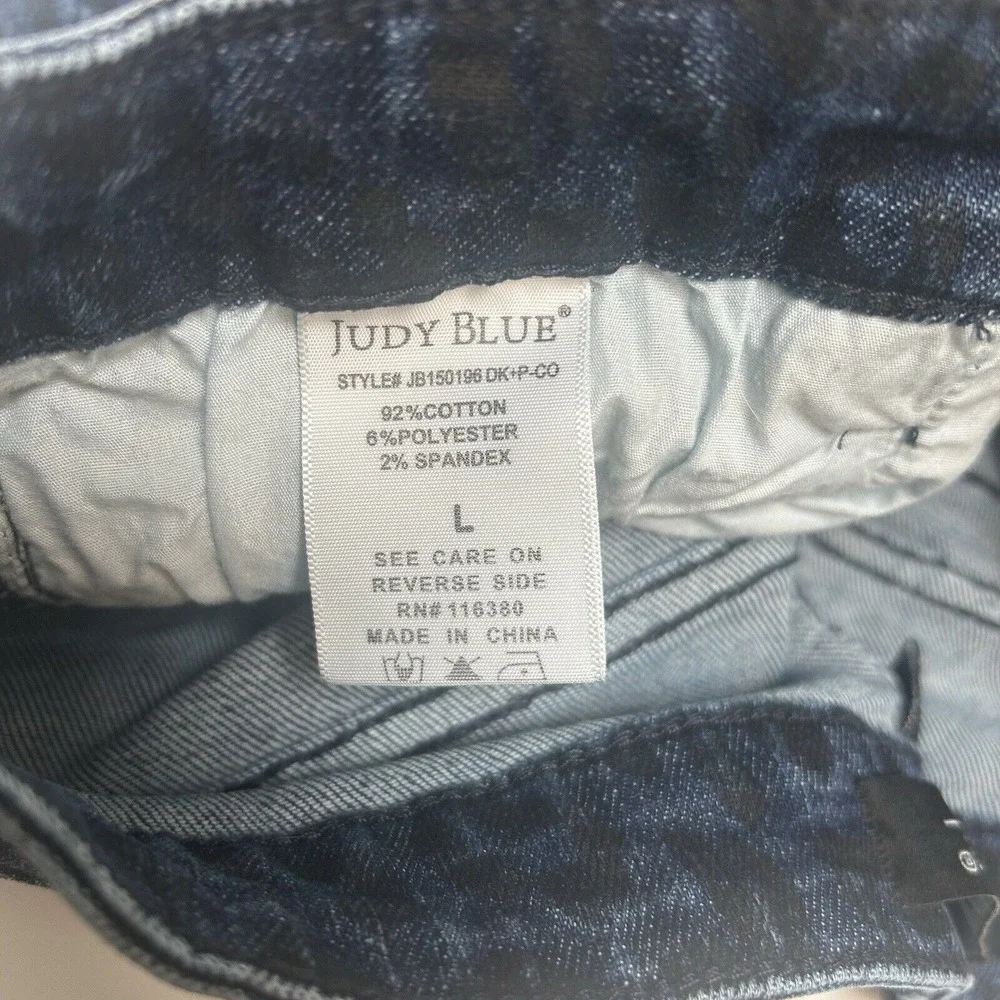 JUDY BLUE®
STYLE# JB150196 DK+P-CO
92%COTTON
6%POLYESTER
2% SPANDEX
L
SEE CARE ON
REVERSE SIDE
RN# 116380
MADE IN CHINA